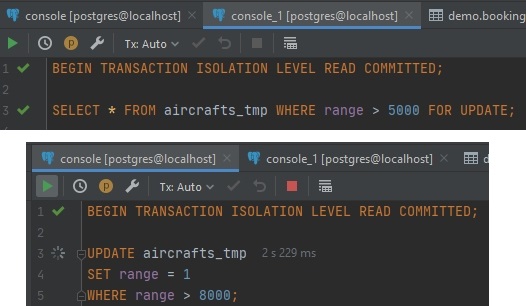 console [postgres@localhost] console_1 [postgres@localhost] demo.booking
Tx: Auto
1 BEGIN TRANSACTION ISOLATION LEVEL READ COMMITTED;
2
3 SELECT * FROM aircrafts_tmp WHERE range > 5000 FOR UPDATE;
console [postgres@localhost] console_1 [postgres@localhost] d
Tx: Auto
1 BEGIN TRANSACTION ISOLATION LEVEL READ COMMITTED;
2
3 UPDATE aircrafts_tmp 2 s 229 ms
4 SET range = 1
5 WHERE range > 8000;